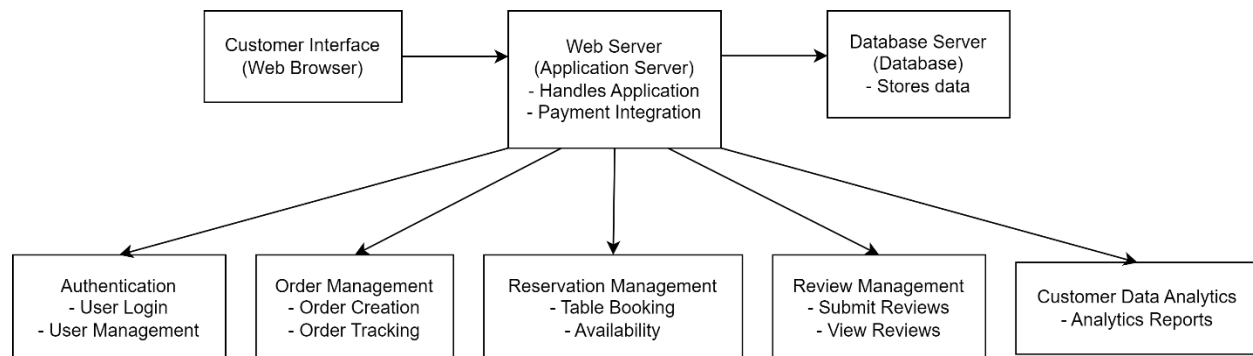 Customer Interface
(Web Browser)
Web Server
(Application Server)
- Handles Application
- Payment Integration
Database Server
(Database)
- Stores data
Authentication
- User Login
- User Management
Order Management
- Order Creation
- Order Tracking
Reservation Management
- Table Booking
- Availability
Review Management
- Submit Reviews
- View Reviews
Customer Data Analytics
- Analytics Reports